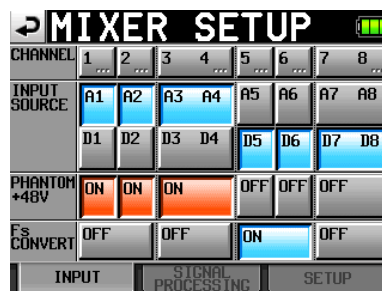 MIXER SETUP
CHANNEL 1... 2... 3 4... 5... 6... 7 8...
INPUT SOURCE A1 A2 A3 A4 A5 A6 A7 A8
D1 D2 D3 D4 D5 D6 D7 D8
PHANTOM +48V ON ON ON OFF OFF OFF
Fs CONVERT OFF OFF ON OFF
INPUT SIGNAL PROCESSING SETUP